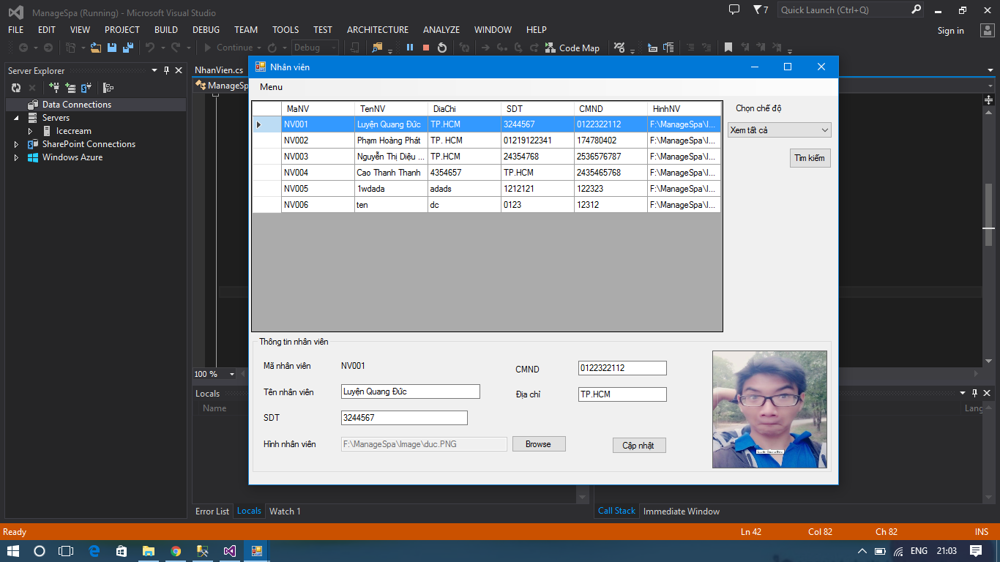 ManageSpa (Running) - Microsoft Visual Studio
7
Quick Launch (Ctrl+Q)
FILE EDIT VIEW PROJECT BUILD DEBUG TEAM TOOLS TEST ARCHITECTURE ANALYZE WINDOW HELP
Sign in
Continue
Debug
Code Map
Server Explorer
Data Connections
Servers
Icecream
SharePoint Connections
Windows Azure
NhanVien.cs
ManageSp
Nhân viên
Menu
MaNV TenNV DiaChi SDT CMND HinhNV
NV001 Luyện Quang Đức TP.HCM 3244567 0122322112 F:\ManageSpa\I...
NV002 Phạm Hoàng Phát TP. HCM 01219122341 174780402 F:\ManageSpa\I...
NV003 Nguyễn Thị Diệu ... TP.HCM 24354768 2536576787 F:\ManageSpa\I...
NV004 Cao Thanh Thanh 4354657 TP.HCM 2435465768 F:\ManageSpa\I...
NV005 1wdada adads 1212121 122323 F:\ManageSpa\I...
NV006 ten dc 0123 12312 F:\ManageSpa\I...
Chọn chế độ
Xem tất cả
Tìm kiếm
Thông tin nhân viên
Mã nhân viên NV001
CMND 0122322112
Tên nhân viên Luyện Quang Đức
Địa chỉ TP.HCM
SDT 3244567
Hình nhân viên F:\ManageSpa\Image\duc.PNG Browse
Cập nhật
Luyện Quang Đức
100 %
Locals
Name
Lang
Error List Locals Watch 1
Call Stack Immediate Window
Ready
Ln 42 Col 82 Ch 82 INS
ENG 21:03